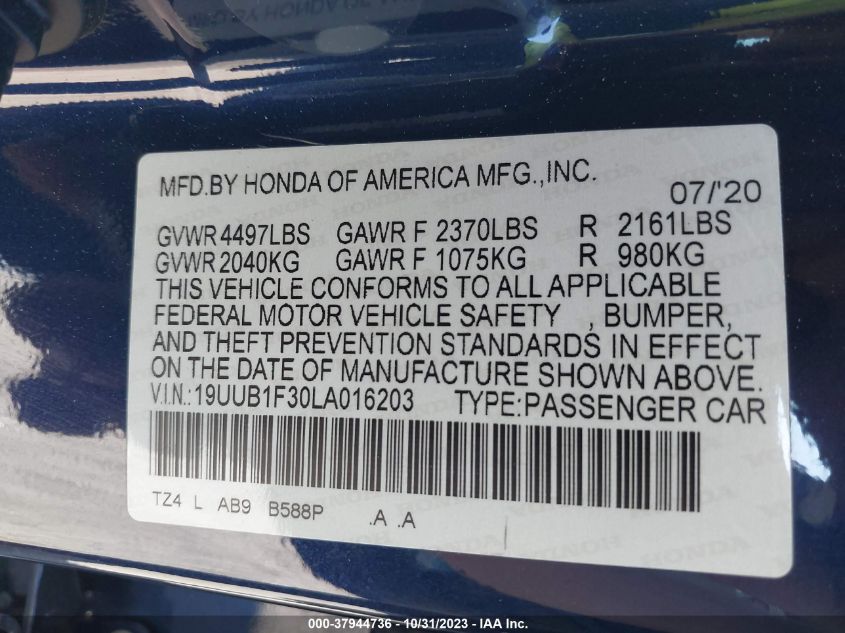 MFD.BY HONDA OF AMERICA MFG.,INC.
07/'20
GVWR 4497LBS GAWR F 2370LBS R 2161LBS
GVWR 2040KG GAWR F 1075KG R 980KG
THIS VEHICLE CONFORMS TO ALL APPLICABLE
FEDERAL MOTOR VEHICLE SAFETY , BUMPER,
AND THEFT PREVENTION STANDARDS IN EFFECT
ON THE DATE OF MANUFACTURE SHOWN ABOVE.
V.I.N.:19UUB1F30LA016203 TYPE:PASSENGER CAR
TZ4 L AB9 B588P .A .A
000-37944736 - 10/31/2023 - IAA Inc.